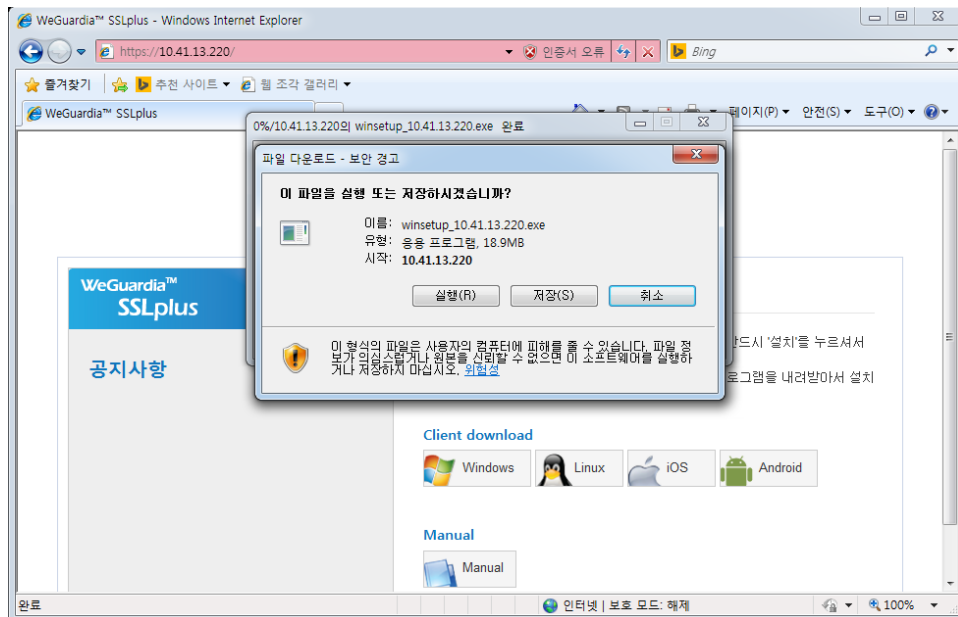 WeGuardia™ SSLplus - Windows Internet Explorer
https://10.41.13.220/
인증서 오류
Bing
즐겨찾기
추천 사이트
웹 조각 갤러리
WeGuardia™ SSLplus
페이지(P)
안전(S)
도구(O)
0%/10.41.13.220의 winsetup_10.41.13.220.exe 완료
파일 다운로드 - 보안 경고
이 파일을 실행 또는 저장하시겠습니까?
이름: winsetup_10.41.13.220.exe
유형: 응용 프로그램, 18.9MB
시작: 10.41.13.220
실행(R)
저장(S)
취소
이 형식의 파일은 사용자의 컴퓨터에 피해를 줄 수 있습니다. 파일 정
보가 의심스럽거나 원본을 신뢰할 수 없으면 이 소프트웨어를 실행하
거나 저장하지 마십시오. 위험성
WeGuardia™
SSLplus
공지사항
'설치'를 누르셔서
내려받아서 설치
Client download
Windows
Linux
iOS
Android
Manual
Manual
완료
인터넷 | 보호 모드: 해제
100%